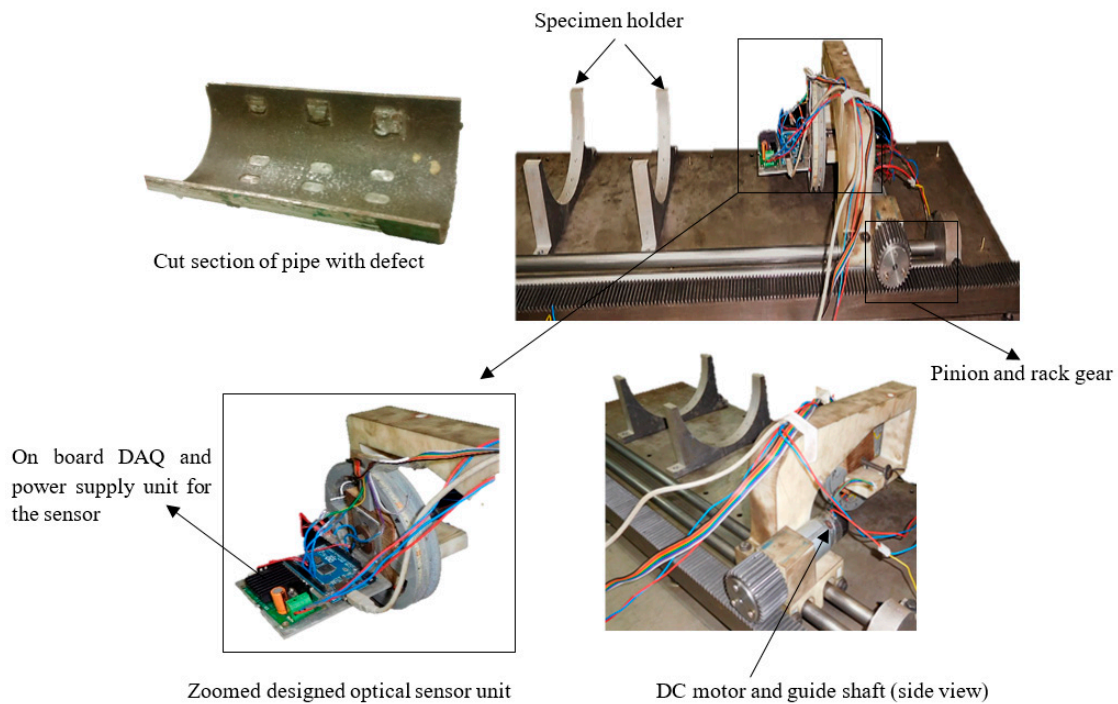 Specimen holder
Cut section of pipe with defect
Pinion and rack gear
On board DAQ and
power supply unit for
the sensor
Zoomed designed optical sensor unit
DC motor and guide shaft (side view)